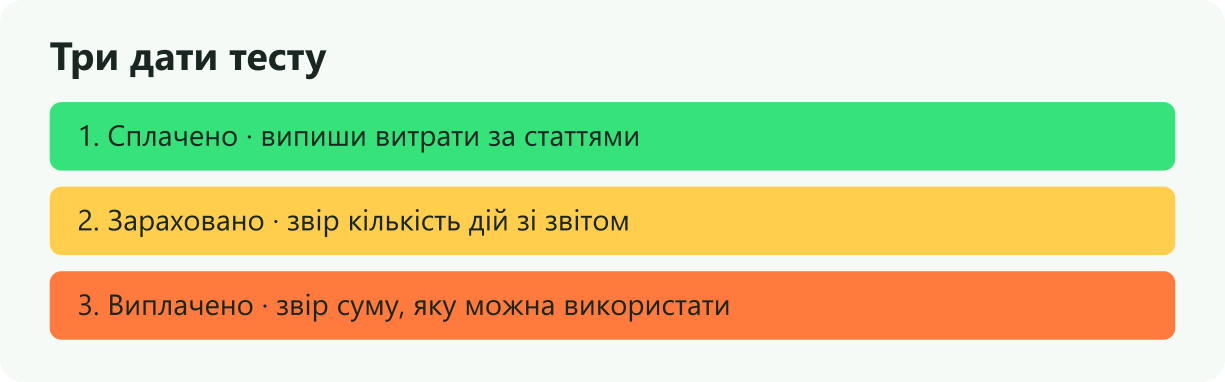 Три дати тесту
1. Сплачено · випиши витрати за статтями
2. Зараховано · звір кількість дій зі звітом
3. Виплачено · звір суму, яку можна використати